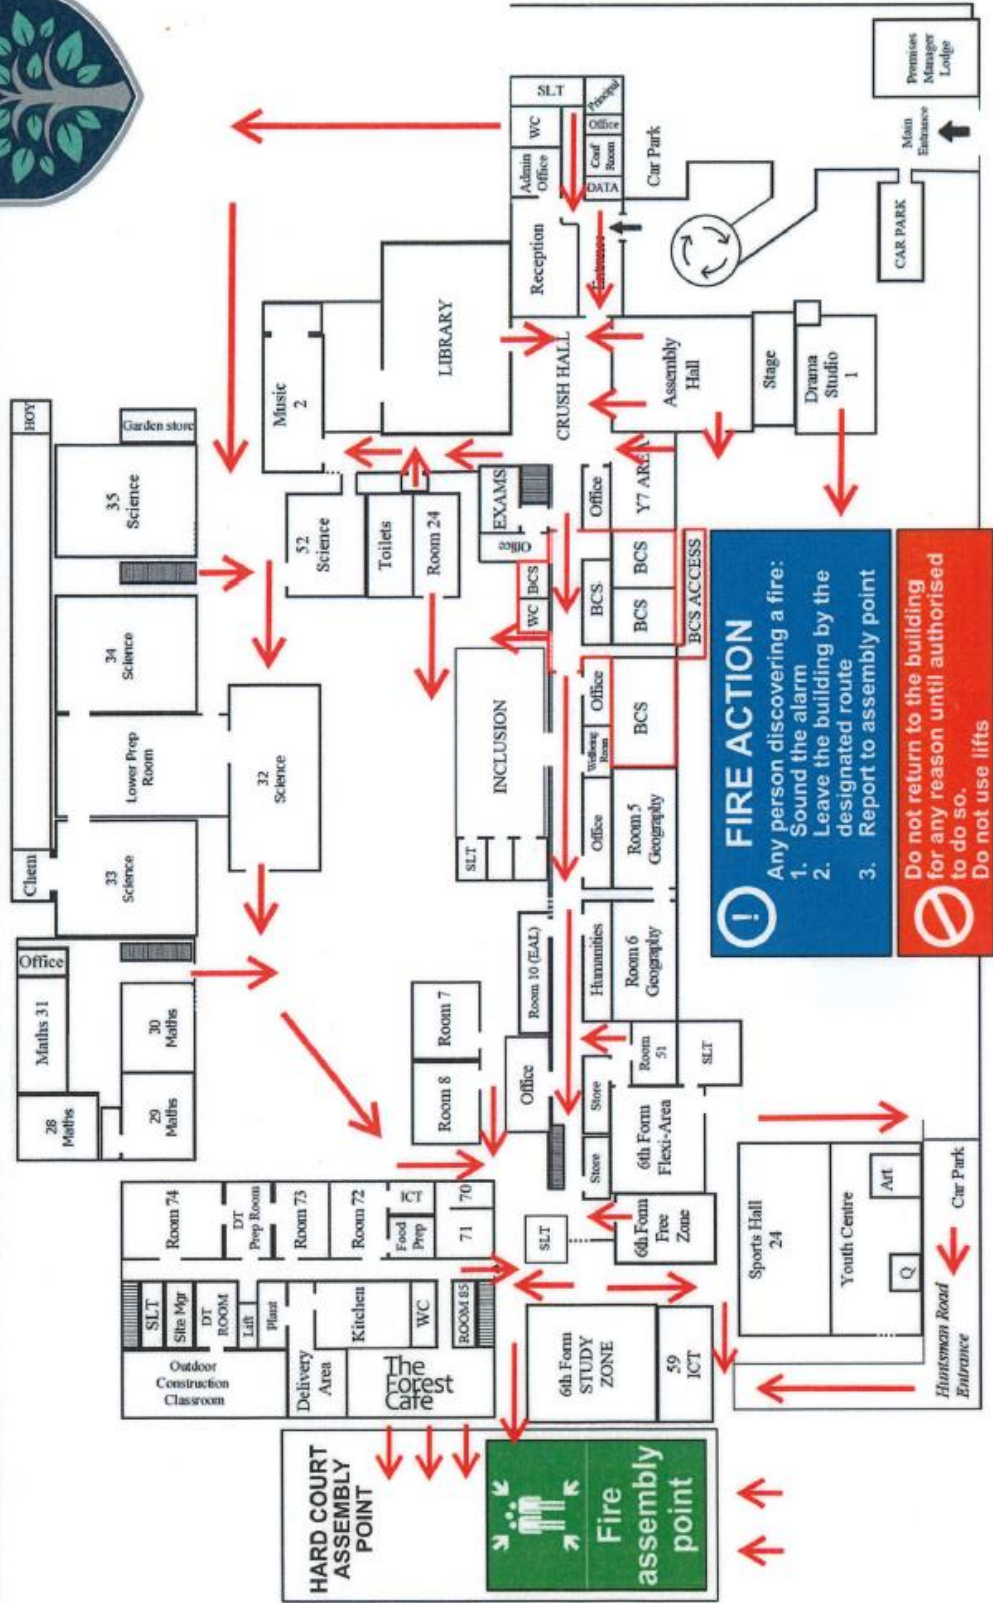 HOY
Garden store
35
Science
34
Science
Lower Prep
Room
32
Science
33
Science
Chem
Office
Maths 31
30
Maths
28
Maths
29
Maths
Music
2
52
Science
Toilets
Room 24
LIBRARY
SLT
WC
Principal
Office
Admin
Office
Conf
Room
DATA
Reception
Entrance
Car Park
CRUSH HALL
Assembly
Hall
Stage
Drama
Studio
1
CAR PARK
Main
Entrance
Premises
Manager
Lodge
EXAMS
Office
Office
Y7 AREA
BCS
WC
BCS
BCS
BCS
BCS ACCESS
INCLUSION
SLT
Office
Wellbeing
Room
BCS
Office
Room 5
Geography
Room 10 (EAL)
Humanities
Room 6
Geography
Room 7
Room 8
Office
Room
51
SLT
Store
Store
6th Form
Flexi-Area
6th Form
Free
Zone
SLT
Room 74
DT
Prep Room
Room 73
Room 72
ICT
Food
Prep
70
71
SLT
Site Mgr
DT
ROOM
Lift
Plant
Kitchen
WC
ROOM 85
Outdoor
Construction
Classroom
Delivery
Area
The
Forest
Cafe
6th Form
STUDY
ZONE
59
ICT
Sports Hall
24
Youth Centre
Art
Q
Car Park
Huntsman Road
Entrance
HARD COURT
ASSEMBLY
POINT
Fire
assembly
point
FIRE ACTION
Any person discovering a fire:
1. Sound the alarm
2. Leave the building by the
designated route
3. Report to assembly point
Do not return to the building
for any reason until authorised
to do so.
Do not use lifts